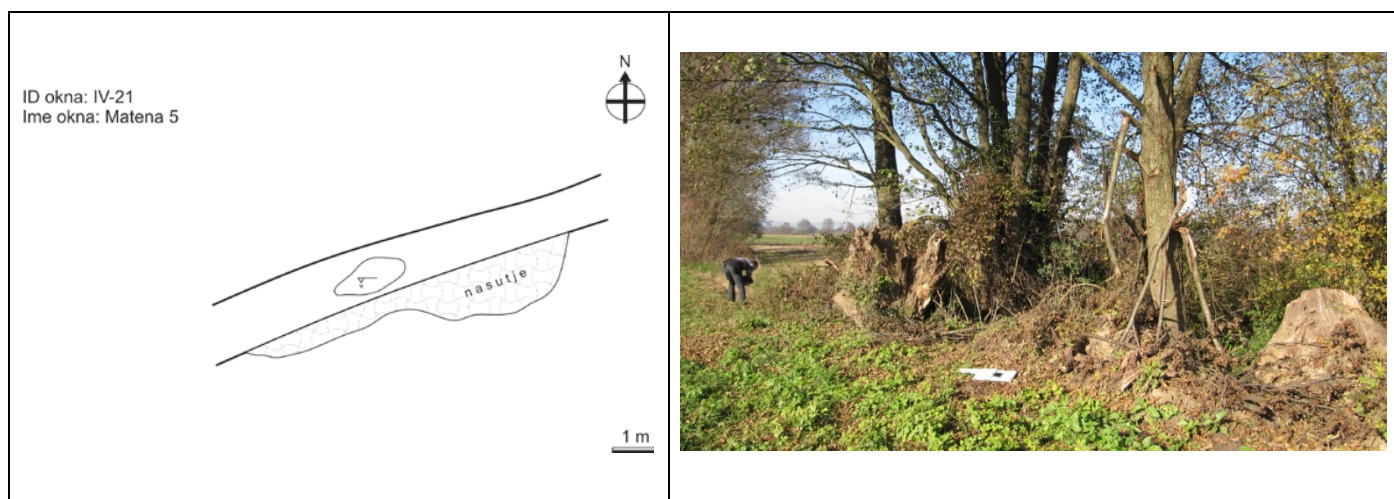 N
ID okna: IV-21
Ime okna: Matena 5
nasutje
1 m